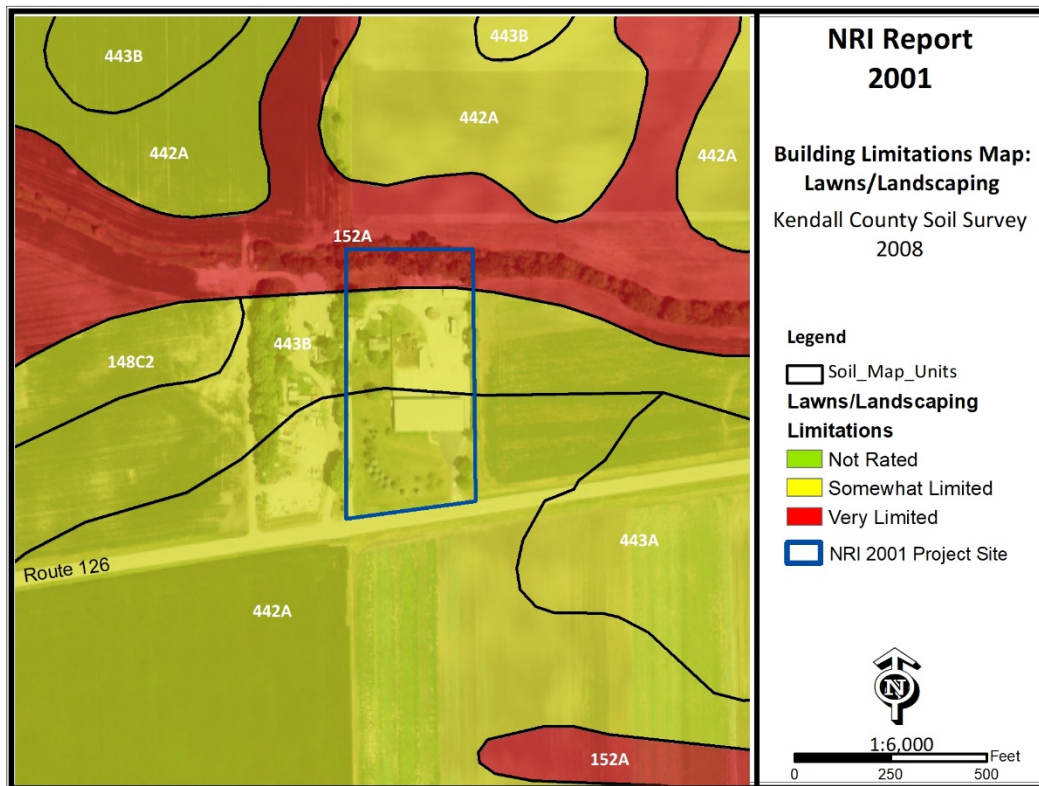 443B
443B
442A
442A
442A
152A
443B
148C2
443A
Route 126
442A
152A
NRI Report
2001
Building Limitations Map:
Lawns/Landscaping
Kendall County Soil Survey
2008
Legend
Soil_Map_Units
Lawns/Landscaping
Limitations
Not Rated
Somewhat Limited
Very Limited
NRI 2001 Project Site
N
1:6,000
Feet
0 250 500